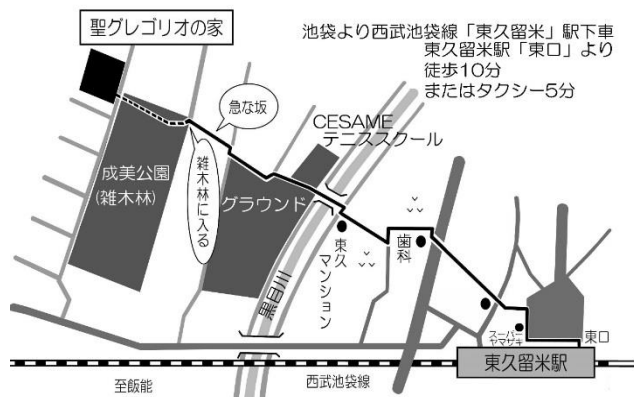 聖グレゴリオの家
池袋より西武池袋線「東久留米」駅下車
東久留米駅「東口」より
徒歩10分
またはタクシー5分
急な坂
CESAME
テニススクール
成美公園
(雑木林)
雑木林に入る
グラウンド
東久
マンション
歯科
黒目川
スーパー
ヤマザキ
東口
東久留米駅
至飯能
西武池袋線